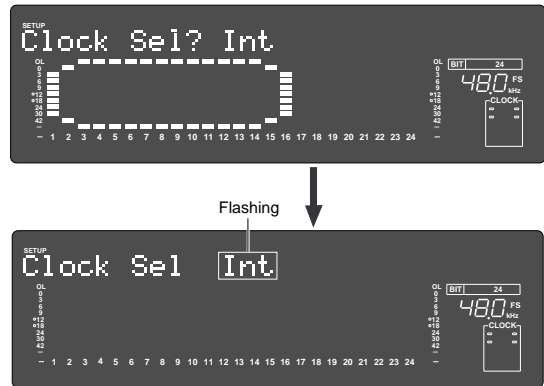 SETUP
Clock Sel? Int
OL
0
3
6
9
12
18
24
30
42
–
– 1 2 3 4 5 6 7 8 9 10 11 12 13 14 15 16 17 18 19 20 21 22 23 24
OL
0
3
6
9
12
18
24
30
42
–
–
BIT 24
48.0 FS
kHz
CLOCK
Flashing
SETUP
Clock Sel Int
OL
0
3
6
9
12
18
24
30
42
–
– 1 2 3 4 5 6 7 8 9 10 11 12 13 14 15 16 17 18 19 20 21 22 23 24
OL
0
3
6
9
12
18
24
30
42
–
–
BIT 24
48.0 FS
kHz
CLOCK